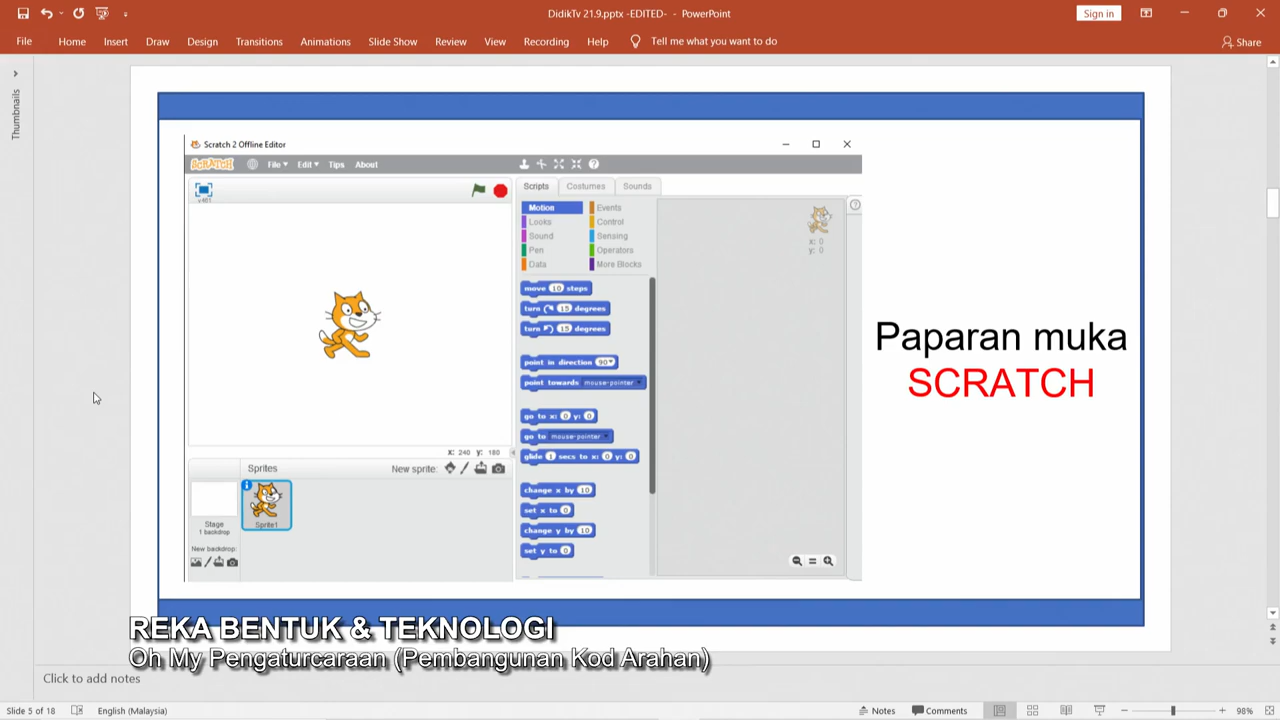 DidikTv 21.9.pptx -EDITED- - PowerPoint
Sign in
File Home Insert Draw Design Transitions Animations Slide Show Review View Recording Help Tell me what you want to do Share
Thumbnails
Scratch 2 Offline Editor
SCRATCH File Edit Tips About
v461
Scripts Costumes Sounds
Motion Events
Looks Control
Sound Sensing
Pen Operators
Data More Blocks
x: 0
y: 0
move 10 steps
turn 15 degrees
turn 15 degrees
point in direction 90
point towards mouse-pointer
go to x: 0 y: 0
go to mouse-pointer
glide 1 secs to x: 0 y: 0
change x by 10
set x to 0
change y by 10
set y to 0
x: 240 y: 180
Sprites New sprite:
Stage
1 backdrop
New backdrop:
Sprite1
Paparan muka
SCRATCH
REKA BENTUK & TEKNOLOGI
Oh My Pengaturcaraan (Pembangunan Kod Arahan)
Click to add notes
Slide 5 of 18 English (Malaysia) Notes Comments 98%